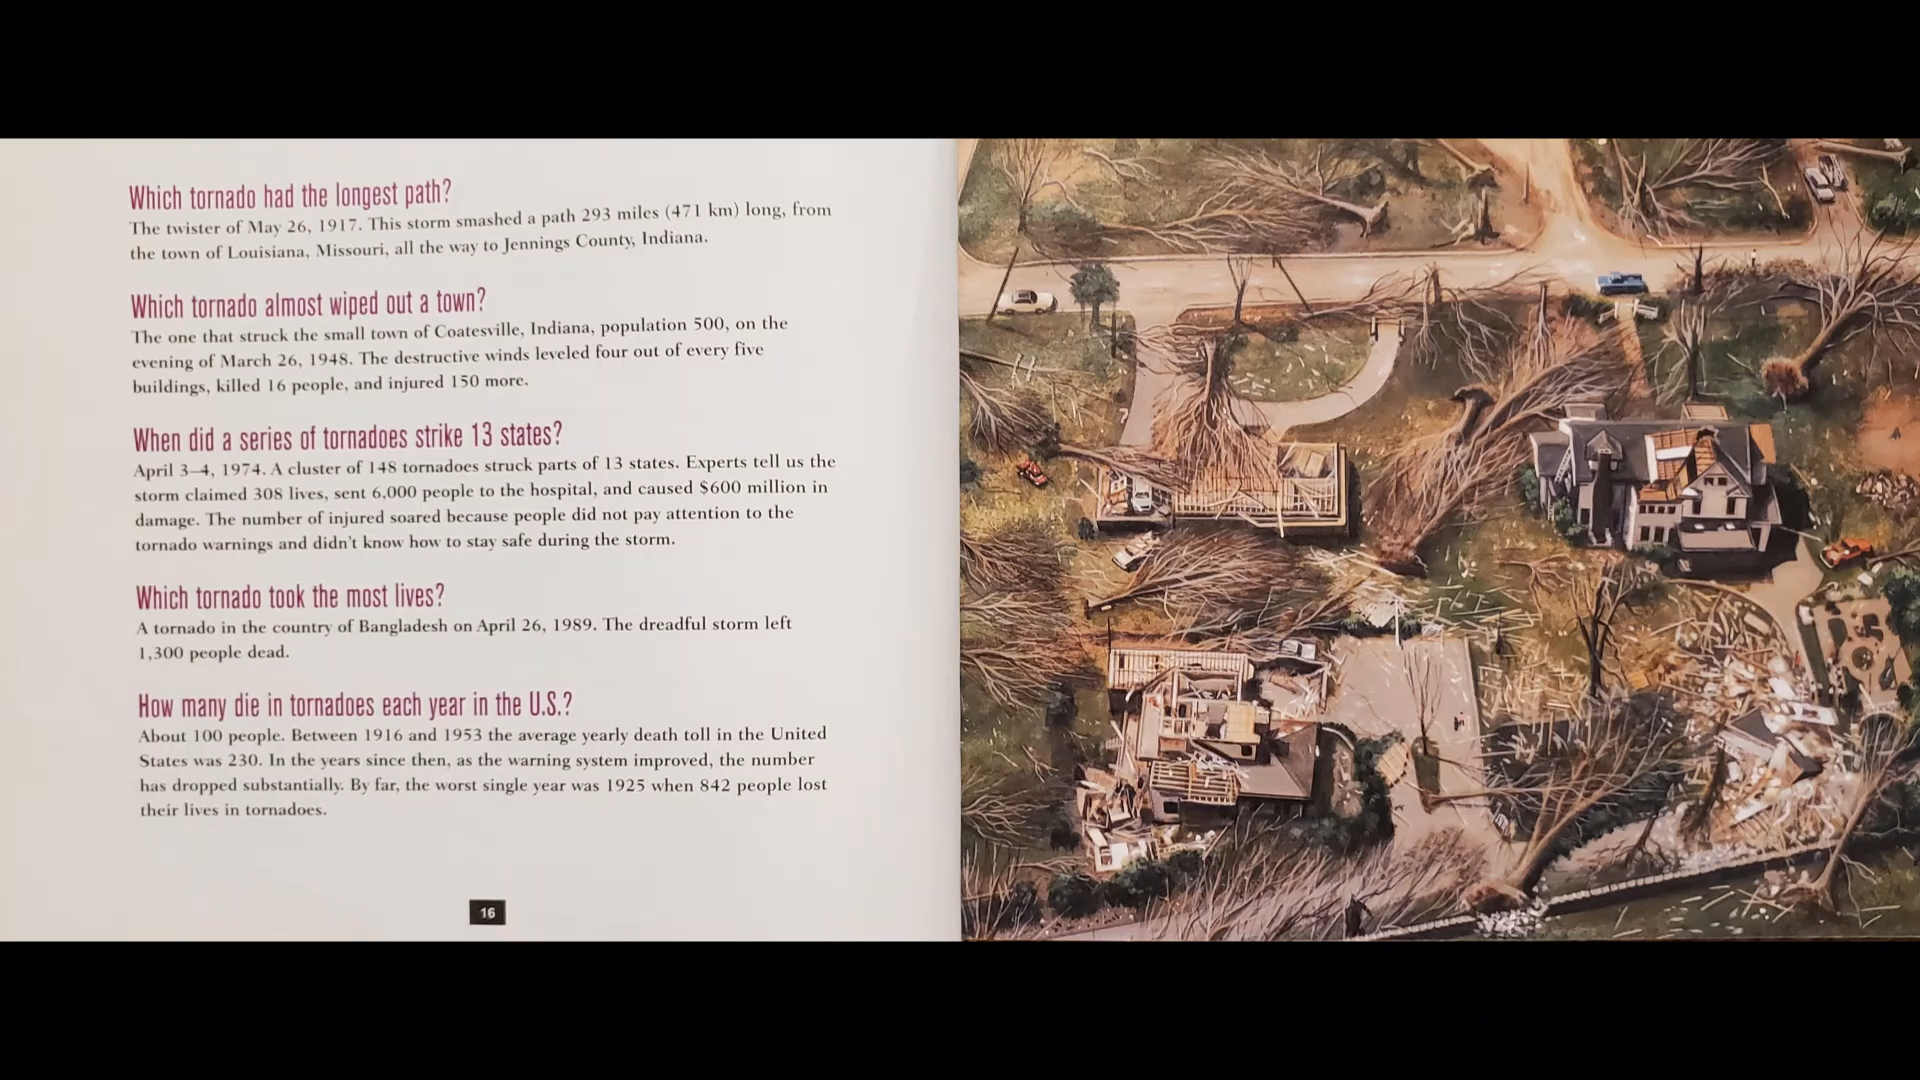 Which tornado had the longest path?
The twister of May 26, 1917. This storm smashed a path 293 miles (471 km) long, from
the town of Louisiana, Missouri, all the way to Jennings County, Indiana.
Which tornado almost wiped out a town?
The one that struck the small town of Coatesville, Indiana, population 500, on the
evening of March 26, 1948. The destructive winds leveled four out of every five
buildings, killed 16 people, and injured 150 more.
When did a series of tornadoes strike 13 states?
April 3–4, 1974. A cluster of 148 tornadoes struck parts of 13 states. Experts tell us the
storm claimed 308 lives, sent 6,000 people to the hospital, and caused $600 million in
damage. The number of injured soared because people did not pay attention to the
tornado warnings and didn't know how to stay safe during the storm.
Which tornado took the most lives?
A tornado in the country of Bangladesh on April 26, 1989. The dreadful storm left
1,300 people dead.
How many die in tornadoes each year in the U.S.?
About 100 people. Between 1916 and 1953 the average yearly death toll in the United
States was 230. In the years since then, as the warning system improved, the number
has dropped substantially. By far, the worst single year was 1925 when 842 people lost
their lives in tornadoes.
16